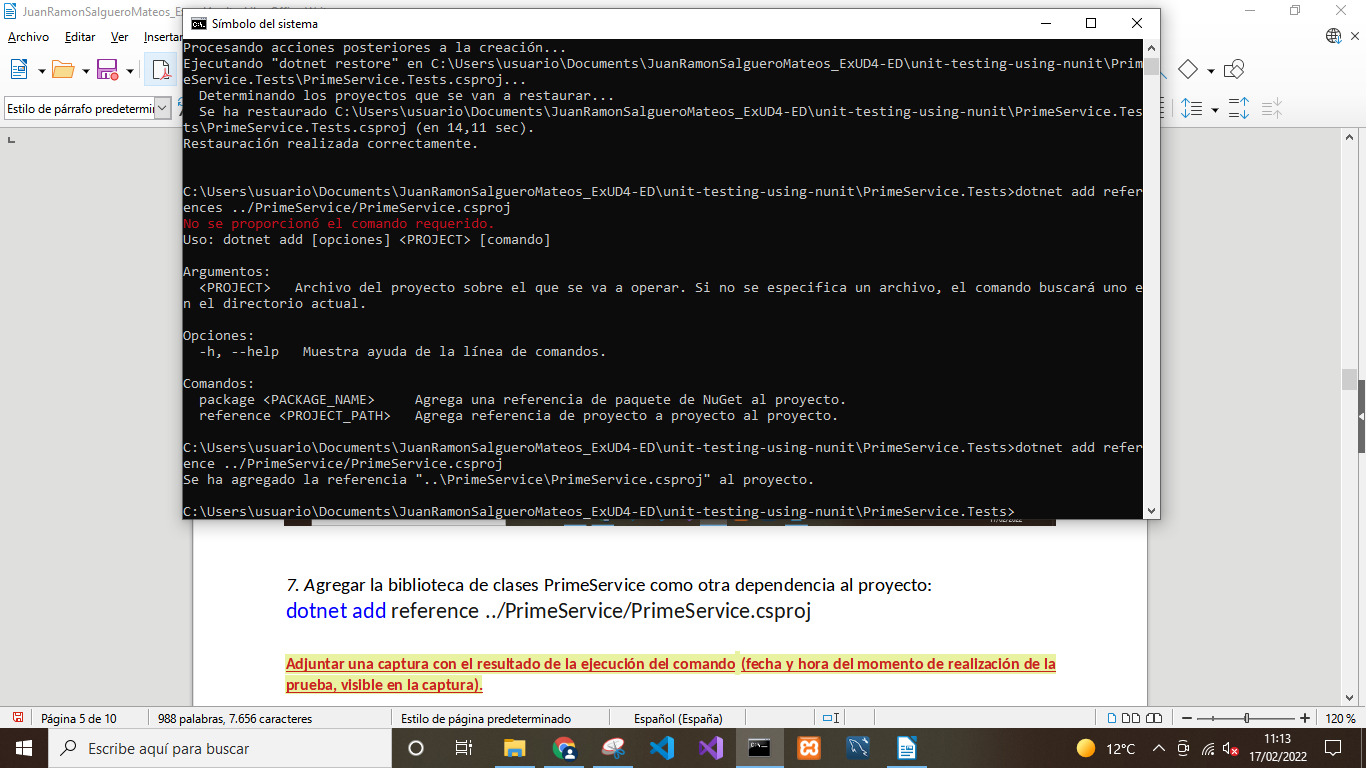 JuanRamonSalgueroMateos_E
Símbolo del sistema
Archivo Editar Ver Insertar
Estilo de párrafo predetermi
Procesando acciones posteriores a la creación...
Ejecutando "dotnet restore" en C:\Users\usuario\Documents\JuanRamonSalgueroMateos_ExUD4-ED\unit-testing-using-nunit\Prim
eService.Tests\PrimeService.Tests.csproj...
  Determinando los proyectos que se van a restaurar...
  Se ha restaurado C:\Users\usuario\Documents\JuanRamonSalgueroMateos_ExUD4-ED\unit-testing-using-nunit\PrimeService.Tes
ts\PrimeService.Tests.csproj (en 14,11 sec).
Restauración realizada correctamente.
C:\Users\usuario\Documents\JuanRamonSalgueroMateos_ExUD4-ED\unit-testing-using-nunit\PrimeService.Tests>dotnet add refer
ences ../PrimeService/PrimeService.csproj
No se proporcionó el comando requerido.
Uso: dotnet add [opciones] <PROJECT> [comando]
Argumentos:
  <PROJECT>   Archivo del proyecto sobre el que se va a operar. Si no se especifica un archivo, el comando buscará uno e
n el directorio actual.
Opciones:
  -h, --help   Muestra ayuda de la línea de comandos.
Comandos:
  package <PACKAGE_NAME>     Agrega una referencia de paquete de NuGet al proyecto.
  reference <PROJECT_PATH>   Agrega referencia de proyecto a proyecto al proyecto.
C:\Users\usuario\Documents\JuanRamonSalgueroMateos_ExUD4-ED\unit-testing-using-nunit\PrimeService.Tests>dotnet add refer
ence ../PrimeService/PrimeService.csproj
Se ha agregado la referencia "..\PrimeService\PrimeService.csproj" al proyecto.
C:\Users\usuario\Documents\JuanRamonSalgueroMateos_ExUD4-ED\unit-testing-using-nunit\PrimeService.Tests>
17/02/2022
7. Agregar la biblioteca de clases PrimeService como otra dependencia al proyecto:
dotnet add reference ../PrimeService/PrimeService.csproj
Adjuntar una captura con el resultado de la ejecución del comando (fecha y hora del momento de realización de la
prueba, visible en la captura).
Página 5 de 10 988 palabras, 7.656 caracteres Estilo de página predeterminado Español (España) 120 %
Escribe aquí para buscar
12°C
11:13
17/02/2022